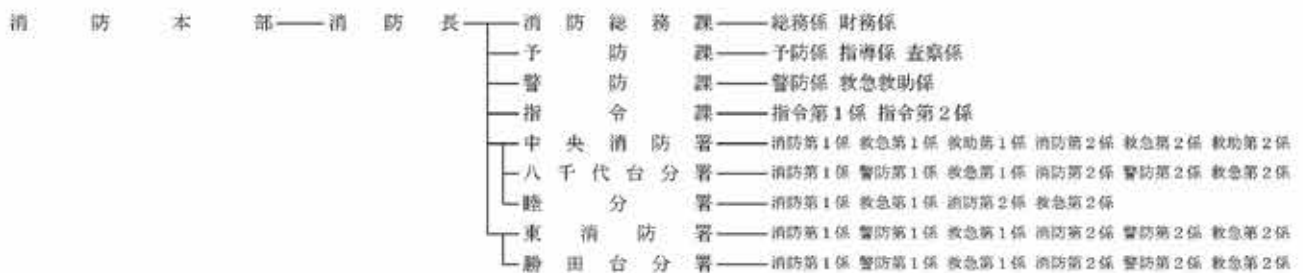 消防本部 消防長 消防総務課 総務係 財務係
予防課 予防係 指導係 査察係
警防課 警防係 救急救助係
指令課 指令第1係 指令第2係
中央消防署 消防第1係 救急第1係 救助第1係 消防第2係 救急第2係 救助第2係
八千代台分署 消防第1係 警防第1係 救急第1係 消防第2係 警防第2係 救急第2係
睦分署 消防第1係 救急第1係 消防第2係 救急第2係
東消防署 消防第1係 警防第1係 救急第1係 消防第2係 警防第2係 救急第2係
勝田台分署 消防第1係 警防第1係 救急第1係 消防第2係 警防第2係 救急第2係